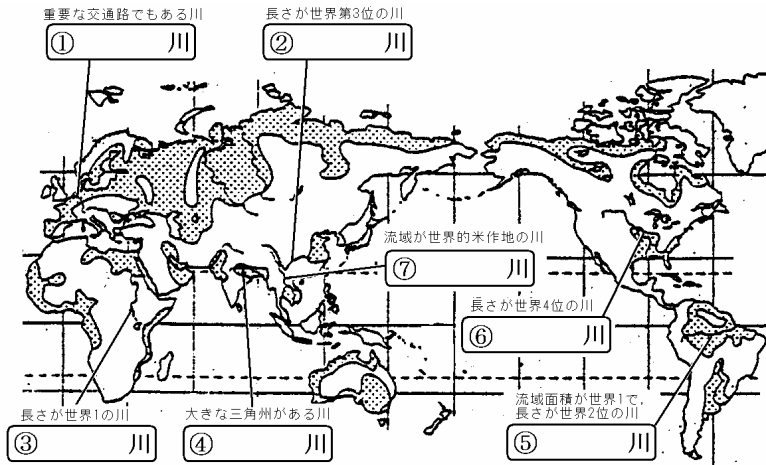 重要な交通路でもある川
① 川
長さが世界第3位の川
② 川
流域が世界的米作地の川
⑦ 川
長さが世界4位の川
⑥ 川
長さが世界1の川
③ 川
大きな三角州がある川
④ 川
流域面積が世界1で,
長さが世界2位の川
⑤ 川